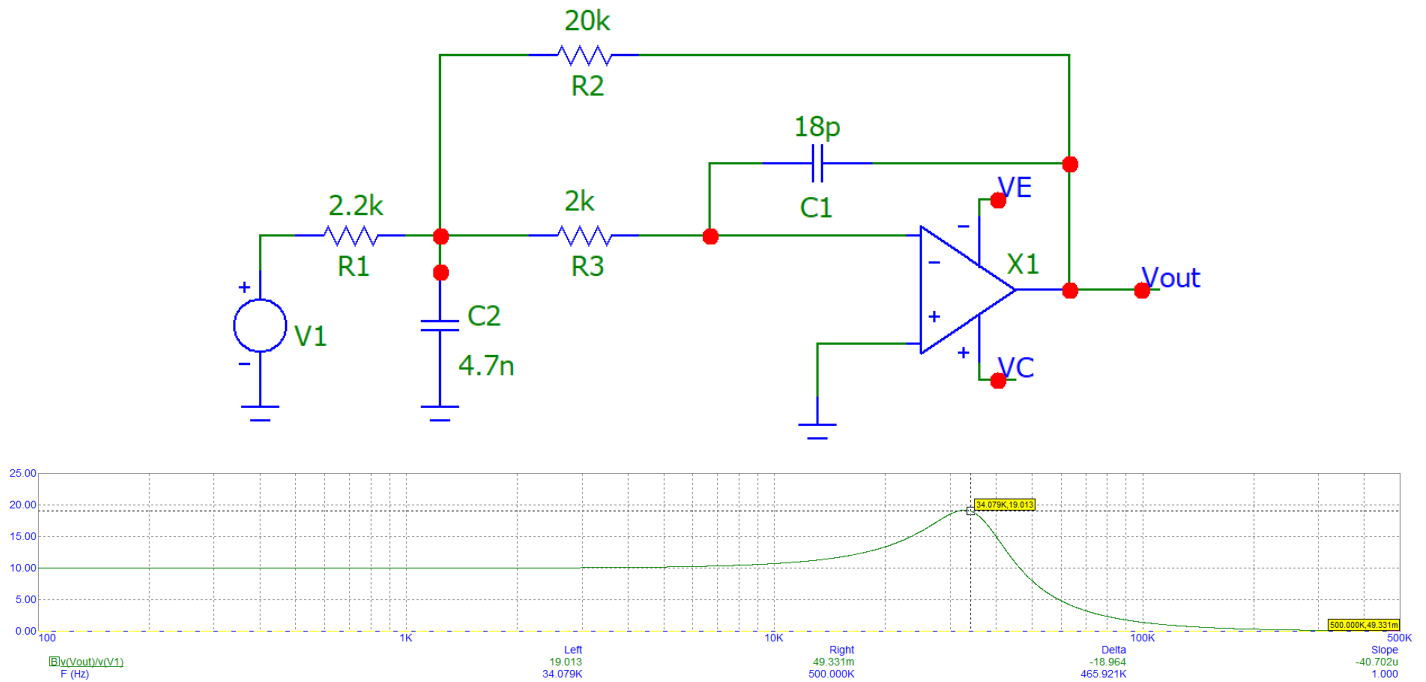 20k
R2
18p
C1
VE
2.2k
R1
2k
R3
X1
Vout
V1
C2
4.7n
VC
25.00
20.00
15.00
10.00
5.00
0.00
34.079K,19.013
500.000K,49.331m
100 1K 10K 100K 500K
Left Right Delta Slope
B v(Vout)/v(V1) 19.013 49.331m -18.964 -40.702u
F (Hz) 34.079K 500.000K 465.921K 1.000